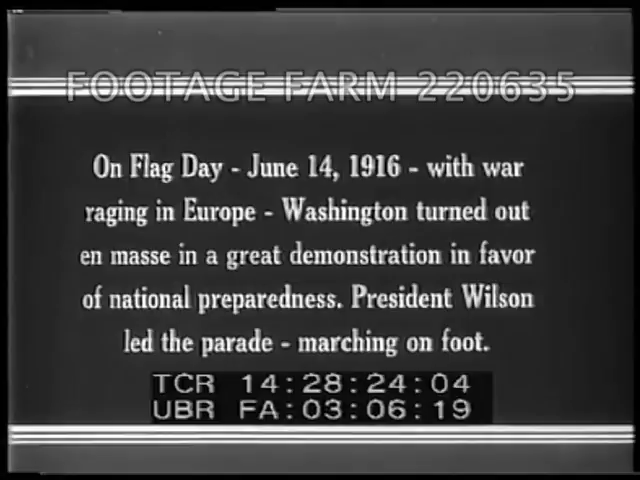 FOOTAGE FARM 220635
On Flag Day - June 14, 1916 - with war
raging in Europe - Washington turned out
en masse in a great demonstration in favor
of national preparedness. President Wilson
led the parade - marching on foot.
TCR 14:28:24:04
UBR FA:03:06:19